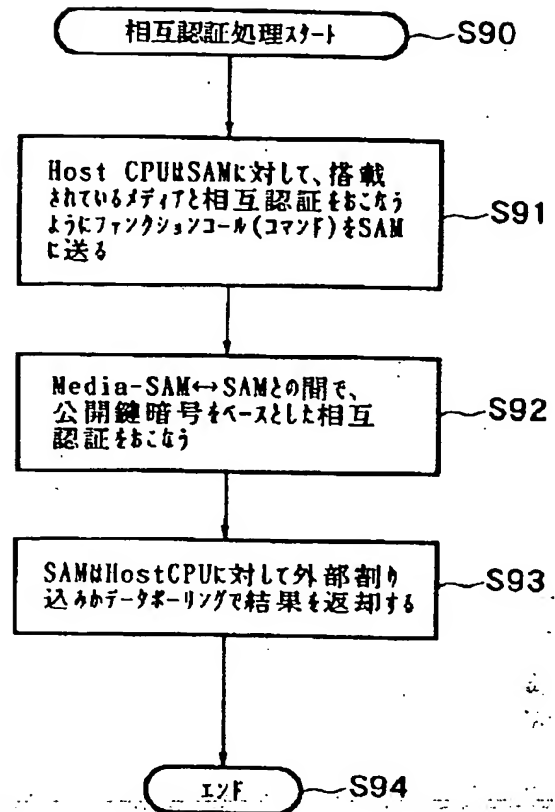 相互認証処理スタート S90
Host CPUはSAMに対して、搭載
されているメディアと相互認証をおこなう
ようにファンクションコール(コマンド)をSAM
に送る
S91
Media-SAM↔SAMとの間で、
公開鍵暗号をベースとした相互
認証をおこなう
S92
SAMはHostCPUに対して外部割り
込みかデータポーリングで結果を返却する
S93
エンド S94